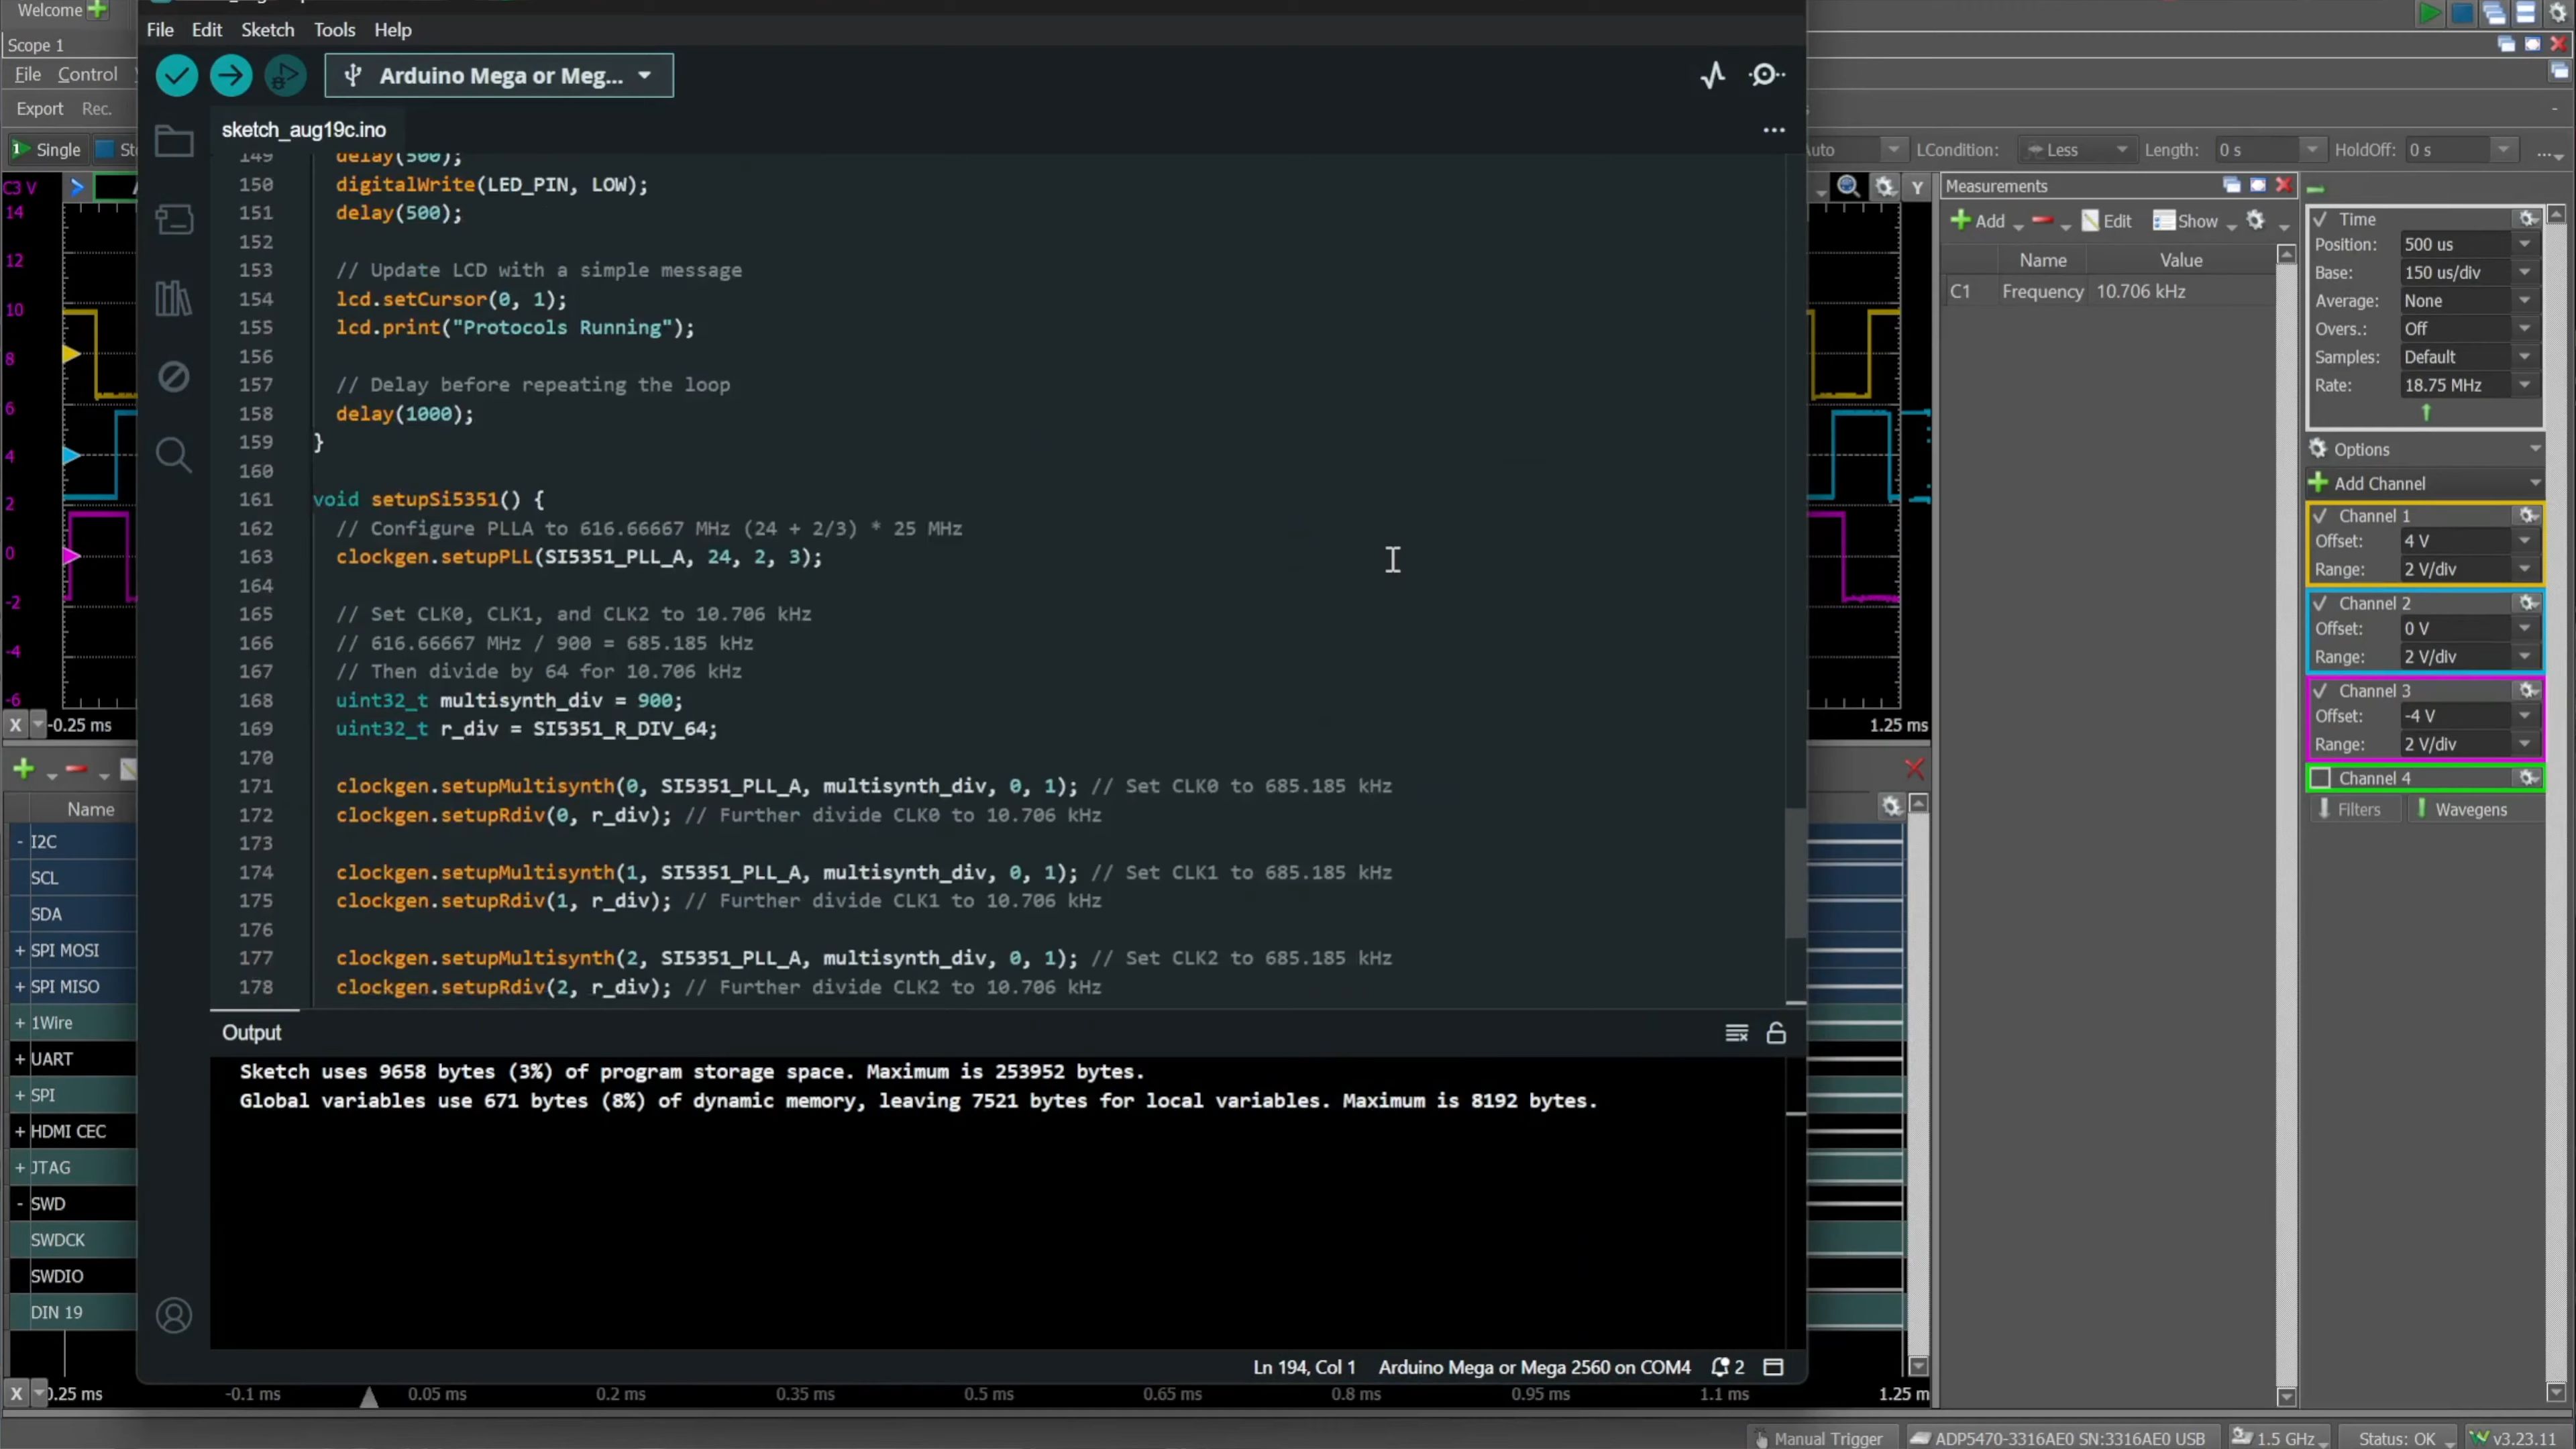 Welcome
Scope 1
File Control
Export Rec.
Single
C3 V
14
12
10
8
6
4
2
0
-2
-4
-6
X -0.25 ms
Name
- I2C
SCL
SDA
+ SPI MOSI
+ SPI MISO
+ 1Wire
+ UART
+ SPI
+ HDMI CEC
+ JTAG
- SWD
SWDCK
SWDIO
DIN 19
File Edit Sketch Tools Help
Arduino Mega or Meg...
sketch_aug19c.ino
149 delay(500);
150 digitalWrite(LED_PIN, LOW);
151 delay(500);
152
153 // Update LCD with a simple message
154 lcd.setCursor(0, 1);
155 lcd.print("Protocols Running");
156
157 // Delay before repeating the loop
158 delay(1000);
159 }
160
161 void setupSi5351() {
162 // Configure PLLA to 616.66667 MHz (24 + 2/3) * 25 MHz
163 clockgen.setupPLL(SI5351_PLL_A, 24, 2, 3);
164
165 // Set CLK0, CLK1, and CLK2 to 10.706 kHz
166 // 616.66667 MHz / 900 = 685.185 kHz
167 // Then divide by 64 for 10.706 kHz
168 uint32_t multisynth_div = 900;
169 uint32_t r_div = SI5351_R_DIV_64;
170
171 clockgen.setupMultisynth(0, SI5351_PLL_A, multisynth_div, 0, 1); // Set CLK0 to 685.185 kHz
172 clockgen.setupRdiv(0, r_div); // Further divide CLK0 to 10.706 kHz
173
174 clockgen.setupMultisynth(1, SI5351_PLL_A, multisynth_div, 0, 1); // Set CLK1 to 685.185 kHz
175 clockgen.setupRdiv(1, r_div); // Further divide CLK1 to 10.706 kHz
176
177 clockgen.setupMultisynth(2, SI5351_PLL_A, multisynth_div, 0, 1); // Set CLK2 to 685.185 kHz
178 clockgen.setupRdiv(2, r_div); // Further divide CLK2 to 10.706 kHz
Output
Sketch uses 9658 bytes (3%) of program storage space. Maximum is 253952 bytes.
Global variables use 671 bytes (8%) of dynamic memory, leaving 7521 bytes for local variables. Maximum is 8192 bytes.
Ln 194, Col 1 Arduino Mega or Mega 2560 on COM4 2
LCondition: Less Length: 0 s HoldOff: 0 s ...
Y
1.25 ms
Measurements
Add Edit Show
Name Value
C1 Frequency 10.706 kHz
Time
Position: 500 us
Base: 150 us/div
Average: None
Overs.: Off
Samples: Default
Rate: 18.75 MHz
Options
Add Channel
Channel 1
Offset: 4 V
Range: 2 V/div
Channel 2
Offset: 0 V
Range: 2 V/div
Channel 3
Offset: -4 V
Range: 2 V/div
Channel 4
Filters Wavegens
X -0.1 ms 0.05 ms 0.2 ms 0.35 ms 0.5 ms 0.65 ms 0.8 ms 0.95 ms 1.1 ms
Manual Trigger ADP5470-3316AE0 SN:3316AE0 USB 1.5 GHz Status: OK v3.23.11